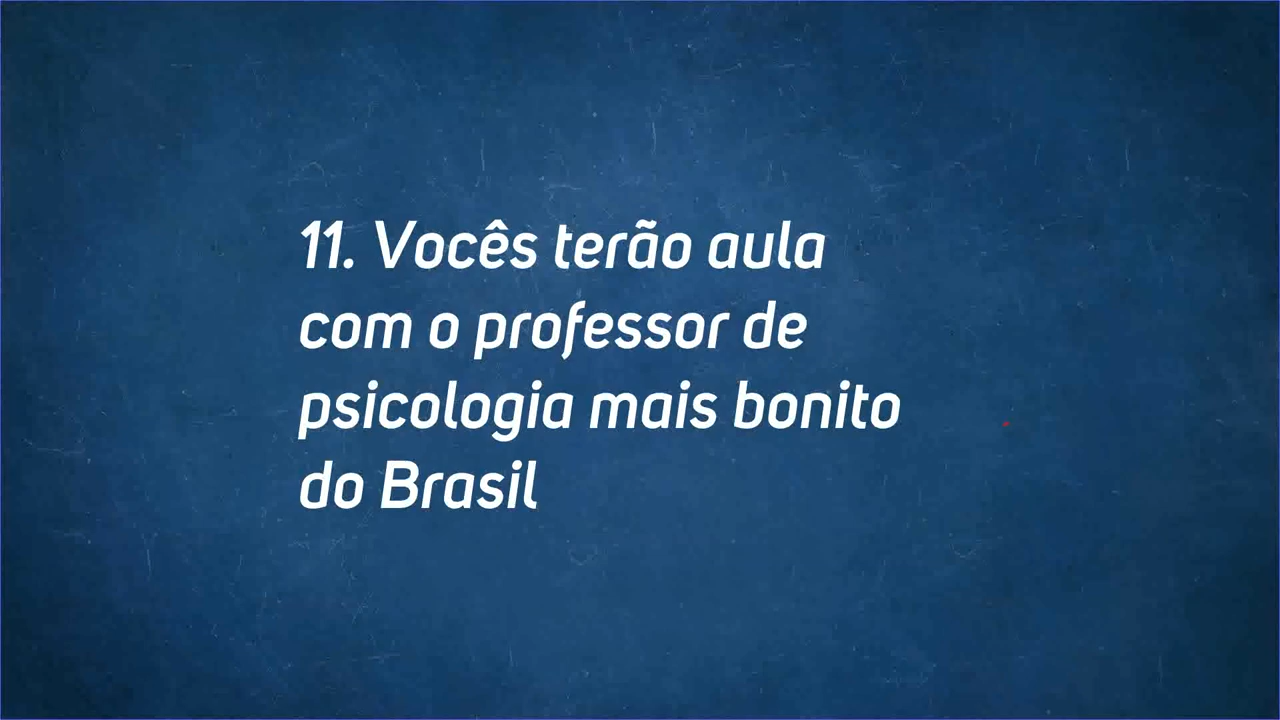 11. Vocês terão aula
com o professor de
psicologia mais bonito
do Brasil